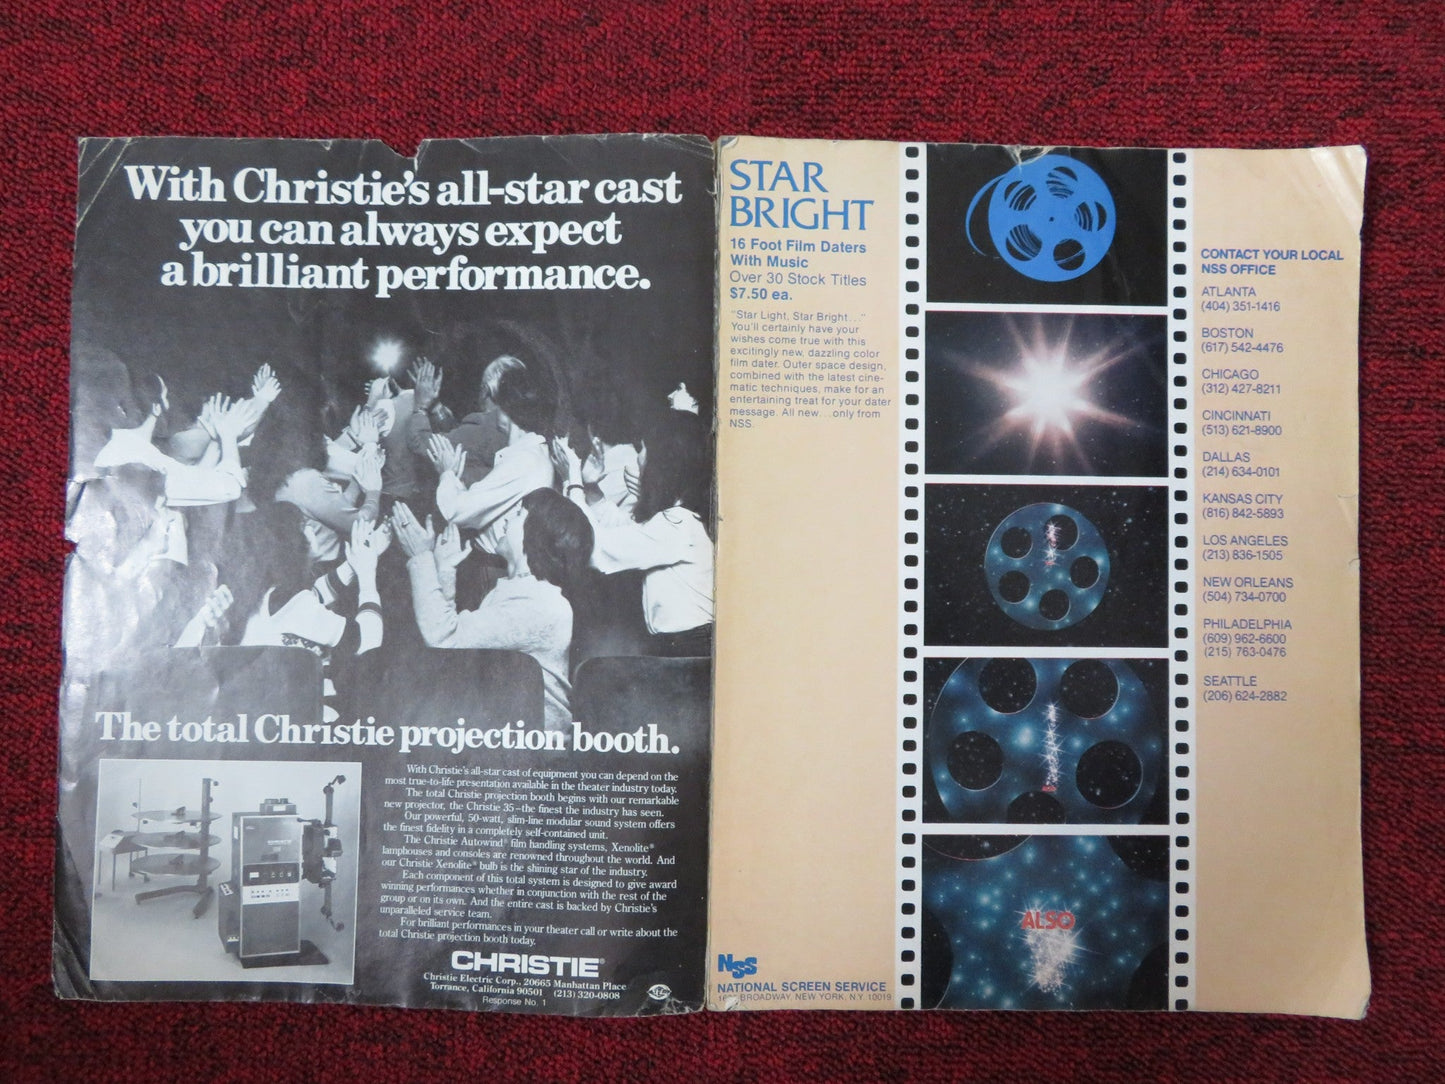 With Christie's all-star cast
you can always expect
a brilliant performance.
The total Christie projection booth.
With Christie's all-star cast of equipment you can depend on the
most true-to-life presentation available in the theater industry today.
The total Christie projection booth begins with our remarkable
new projector, the Christie 35–the finest the industry has seen.
Our powerful, 50-watt, slim-line modular sound system offers
the finest fidelity in a completely self-contained unit.
The Christie Autowind® film handling systems, Xenolite®
lamphouses and consoles are renowned throughout the world. And
our Christie Xenolite® bulb is the shining star of the industry.
Each component of this total system is designed to give award
winning performances whether in conjunction with the rest of the
group or on its own. And the entire cast is backed by Christie's
unparalleled service team.
For brilliant performances in your theater call or write about the
total Christie projection booth today.
CHRISTIE®
Christie Electric Corp., 20665 Manhattan Place
Torrance, California 90501 (213) 320-0808
Response No. 1
STAR
BRIGHT
16 Foot Film Daters
With Music
Over 30 Stock Titles
$7.50 ea.
"Star Light, Star Bright..."
You'll certainly have your
wishes come true with this
excitingly new, dazzling color
film dater. Outer space design,
combined with the latest cine-
matic techniques, make for an
entertaining treat for your dater
message. All new...only from
NSS.
ALSO
NSS
NATIONAL SCREEN SERVICE
BROADWAY, NEW YORK, N.Y. 10019
CONTACT YOUR LOCAL
NSS OFFICE
ATLANTA
(404) 351-1416
BOSTON
(617) 542-4476
CHICAGO
(312) 427-8211
CINCINNATI
(513) 621-8900
DALLAS
(214) 634-0101
KANSAS CITY
(816) 842-5893
LOS ANGELES
(213) 836-1505
NEW ORLEANS
(504) 734-0700
PHILADELPHIA
(609) 962-6600
(215) 763-0476
SEATTLE
(206) 624-2882